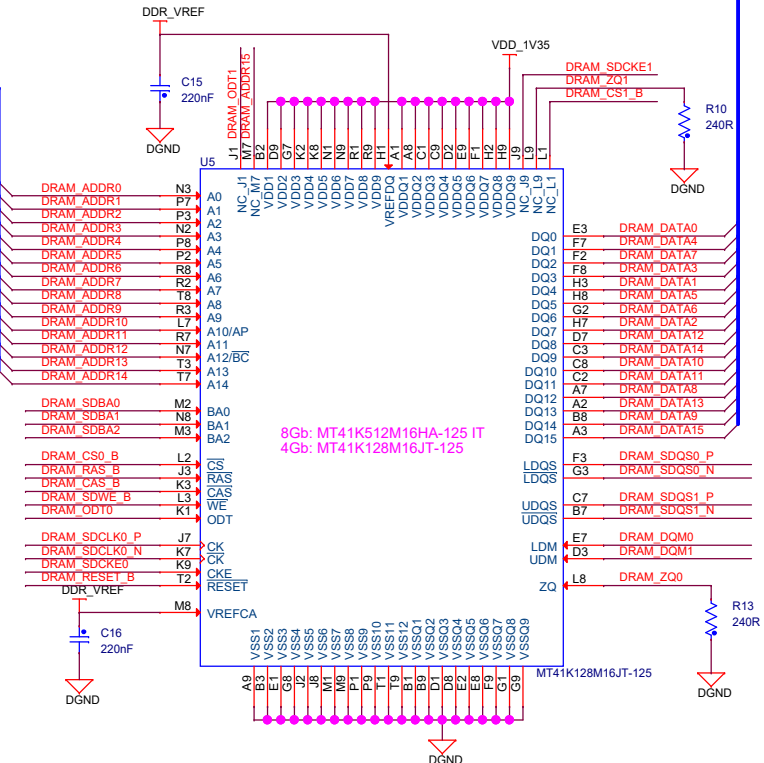 DDR_VREF
C15
220nF
DGND
DRAM_ODT1
DRAM_ADDR15
VDD_1V35
DRAM_SDCKE1
DRAM_ZQ1
DRAM_CS1_B
R10
240R
DGND
J1 M7 B2 D9 G7 K2 K8 N1 N9 R1 R9 H1 A1 A8 C1 C9 D2 E9 F1 H2 H9 J9 L9 L1
U5
NC_J1 NC_M1 VDD1 VDD2 VDD3 VDD4 VDD5 VDD6 VDD7 VDD8 VDD9 VREFDQ VDDQ1 VDDQ2 VDDQ3 VDDQ4 VDDQ5 VDDQ6 VDDQ7 VDDQ8 VDDQ9 NC_J9 NC_L9 NC_L1
DRAM_ADDR0 N3 A0
DRAM_ADDR1 P7 A1
DRAM_ADDR2 P3 A2
DRAM_ADDR3 N2 A3
DRAM_ADDR4 P8 A4
DRAM_ADDR5 P2 A5
DRAM_ADDR6 R8 A6
DRAM_ADDR7 R2 A7
DRAM_ADDR8 T8 A8
DRAM_ADDR9 R3 A9
DRAM_ADDR10 L7 A10/AP
DRAM_ADDR11 R7 A11
DRAM_ADDR12 N7 A12/BC
DRAM_ADDR13 T3 A13
DRAM_ADDR14 T7 A14
DRAM_SDBA0 M2 BA0
DRAM_SDBA1 N8 BA1
DRAM_SDBA2 M3 BA2
DRAM_CS0_B L2 CS
DRAM_RAS_B J3 RAS
DRAM_CAS_B K3 CAS
DRAM_SDWE_B L3 WE
DRAM_ODT0 K1 ODT
DRAM_SDCLK0_P J7 CK
DRAM_SDCLK0_N K7 CK
DRAM_SDCKE0 K9 CKE
DRAM_RESET_B T2 RESET
DDR_VREF
M8 VREFCA
C16
220nF
DGND
8Gb: MT41K512M16HA-125 IT
4Gb: MT41K128M16JT-125
DQ0 E3 DRAM_DATA0
DQ1 F7 DRAM_DATA4
DQ2 F2 DRAM_DATA7
DQ3 F8 DRAM_DATA3
DQ4 H3 DRAM_DATA1
DQ5 H8 DRAM_DATA5
DQ6 G2 DRAM_DATA6
DQ7 H7 DRAM_DATA2
DQ8 D7 DRAM_DATA12
DQ9 C3 DRAM_DATA14
DQ10 C8 DRAM_DATA10
DQ11 C2 DRAM_DATA11
DQ12 A7 DRAM_DATA8
DQ13 A2 DRAM_DATA13
DQ14 B8 DRAM_DATA9
DQ15 A3 DRAM_DATA15
LDQS F3 DRAM_SDQS0_P
LDQS G3 DRAM_SDQS0_N
UDQS C7 DRAM_SDQS1_P
UDQS B7 DRAM_SDQS1_N
LDM E7 DRAM_DQM0
UDM D3 DRAM_DQM1
ZQ L8 DRAM_ZQ0
R13
240R
DGND
VSS1 VSS2 VSS3 VSS4 VSS5 VSS6 VSS7 VSS8 VSS9 VSS10 VSS11 VSS12 VSSQ1 VSSQ2 VSSQ3 VSSQ4 VSSQ5 VSSQ6 VSSQ7 VSSQ8 VSSQ9
MT41K128M16JT-125
A9 B3 E1 G8 J2 J8 M1 M9 P1 P9 T1 T9 B1 B9 D1 D8 E2 E8 F9 G1 G9
DGND